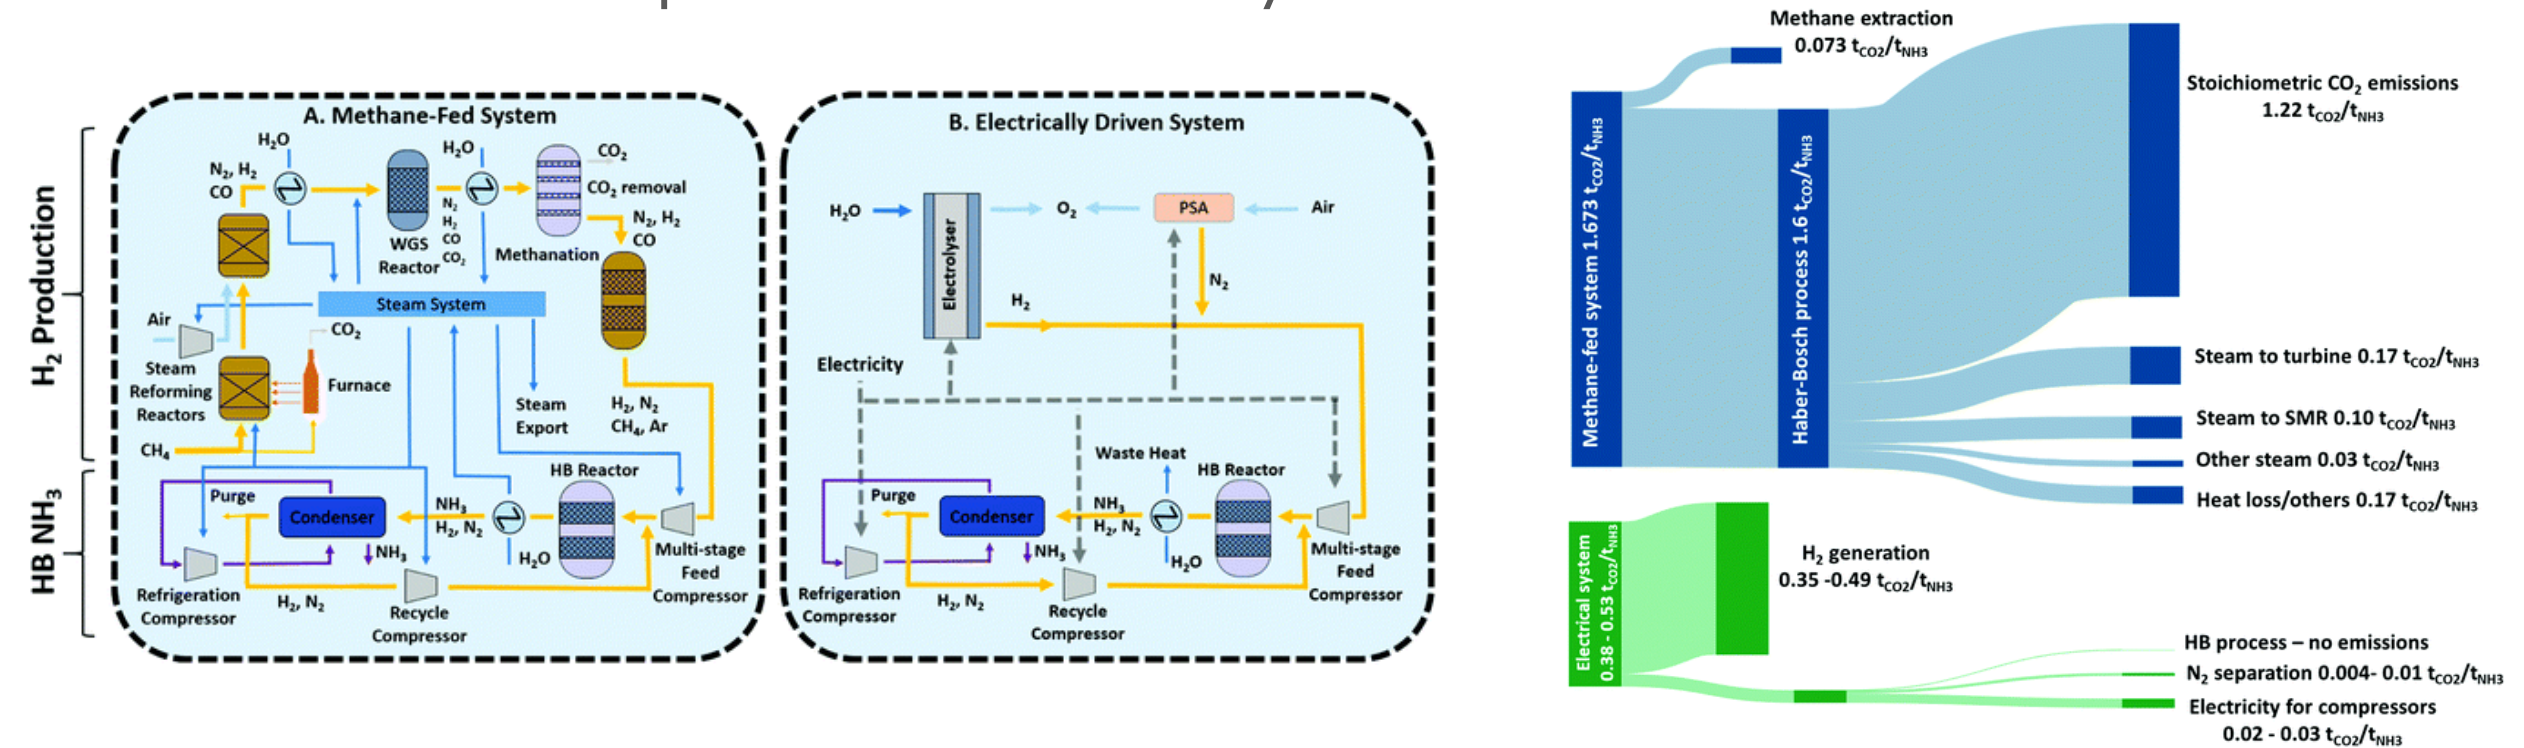 A. Methane-Fed System
H₂ Production
HB NH₃
H₂O
N₂, H₂
CO
H₂O
CO₂
CO₂ removal
WGS
Reactor
N₂
H₂
CO
CO₂
Methanation
N₂, H₂
CO
Steam System
Air
CO₂
Steam
Reforming
Reactors
Furnace
CH₄
Steam
Export
H₂, N₂
CH₄, Ar
HB Reactor
Purge
Condenser
NH₃
H₂, N₂
NH₃
H₂O
Multi-stage
Feed
Compressor
Refrigeration
Compressor
H₂, N₂
Recycle
Compressor
B. Electrically Driven System
H₂O
Electrolyser
O₂
PSA
Air
N₂
H₂
Electricity
Waste Heat
HB Reactor
Purge
Condenser
NH₃
H₂, N₂
NH₃
H₂O
Multi-stage
Feed
Compressor
Refrigeration
Compressor
H₂, N₂
Recycle
Compressor
Methane extraction
0.073 tCO2/tNH3
Methane-fed system 1.673 tCO2/tNH3
Haber-Bosch process 1.6 tCO2/tNH3
Stoichiometric CO₂ emissions
1.22 tCO2/tNH3
Steam to turbine 0.17 tCO2/tNH3
Steam to SMR 0.10 tCO2/tNH3
Other steam 0.03 tCO2/tNH3
Heat loss/others 0.17 tCO2/tNH3
Electrical system
0.38 - 0.53 tCO2/tNH3
H₂ generation
0.35 -0.49 tCO2/tNH3
HB process – no emissions
N₂ separation 0.004- 0.01 tCO2/tNH3
Electricity for compressors
0.02 - 0.03 tCO2/tNH3